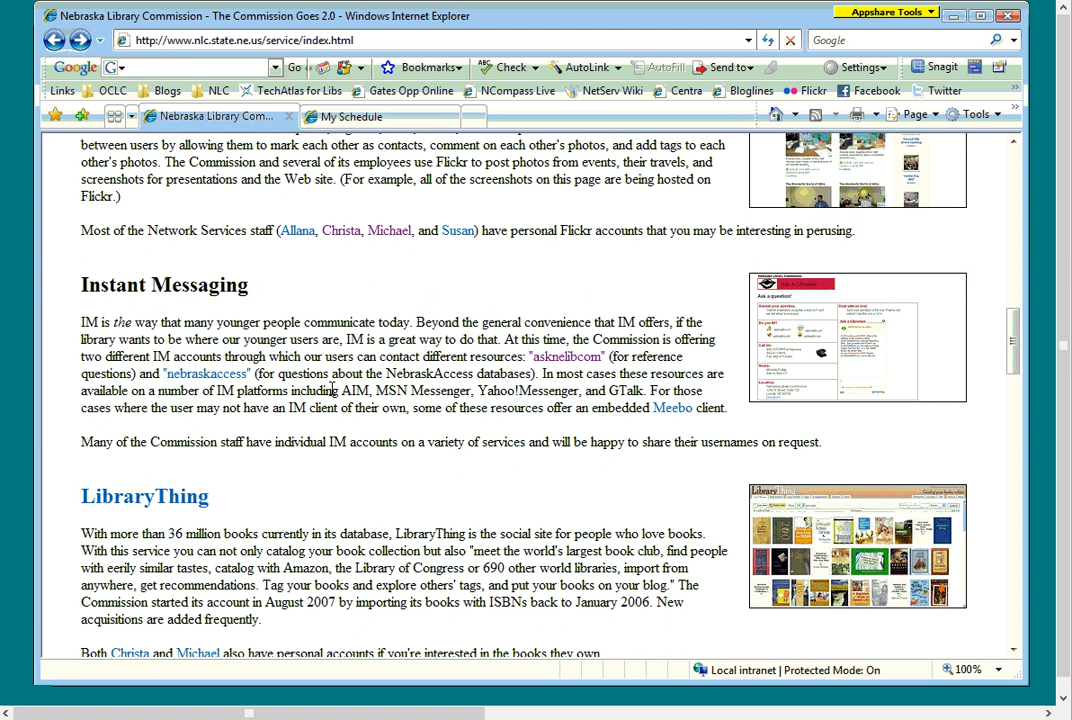 Nebraska Library Commission - The Commission Goes 2.0 - Windows Internet Explorer
Appshare Tools
http://www.nlc.state.ne.us/service/index.html
Google
Google G Go Bookmarks Check AutoLink AutoFill Send to Settings Snagit
Links OCLC Blogs NLC TechAtlas for Libs Gates Opp Online NCompass Live NetServ Wiki Centra Bloglines Flickr Facebook Twitter
Nebraska Library Com... My Schedule Page Tools
between users by allowing them to mark each other as contacts, comment on each other's photos, and add tags to each
other's photos. The Commission and several of its employees use Flickr to post photos from events, their travels, and
screenshots for presentations and the Web site. (For example, all of the screenshots on this page are being hosted on
Flickr.)
Most of the Network Services staff (Allana, Christa, Michael, and Susan) have personal Flickr accounts that you may be interesting in perusing.
Instant Messaging
IM is the way that many younger people communicate today. Beyond the general convenience that IM offers, if the
library wants to be where our younger users are, IM is a great way to do that. At this time, the Commission is offering
two different IM accounts through which our users can contact different resources: "asknelibcom" (for reference
questions) and "nebraskaccess" (for questions about the NebraskAccess databases). In most cases these resources are
available on a number of IM platforms including AIM, MSN Messenger, Yahoo!Messenger, and GTalk. For those
cases where the user may not have an IM client of their own, some of these resources offer an embedded Meebo client.
Ask a question!
Many of the Commission staff have individual IM accounts on a variety of services and will be happy to share their usernames on request.
LibraryThing
With more than 36 million books currently in its database, LibraryThing is the social site for people who love books.
With this service you can not only catalog your book collection but also "meet the world's largest book club, find people
with eerily similar tastes, catalog with Amazon, the Library of Congress or 690 other world libraries, import from
anywhere, get recommendations. Tag your books and explore others' tags, and put your books on your blog." The
Commission started its account in August 2007 by importing its books with ISBNs back to January 2006. New
acquisitions are added frequently.
LibraryThing
Both Christa and Michael also have personal accounts if you're interested in the books they own
Local intranet | Protected Mode: On
100%